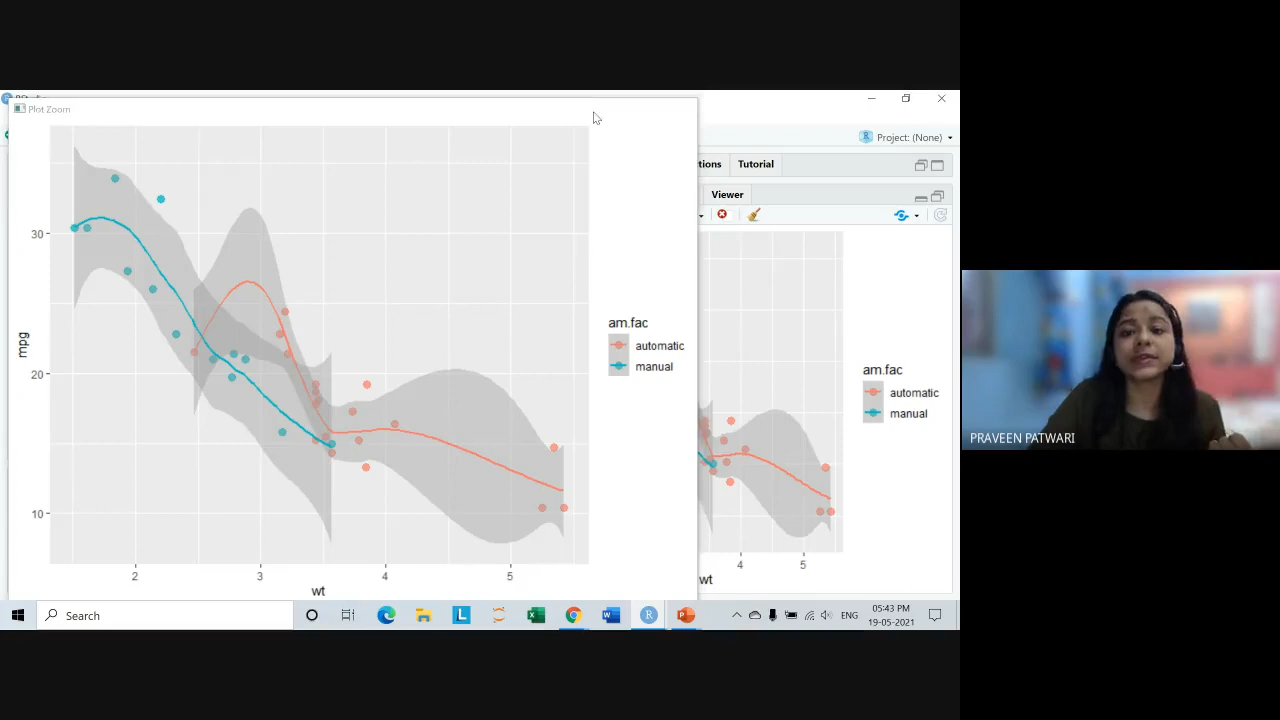 Plot Zoom
Project: (None)
Tutorial
Viewer
30
20
10
mpg
2
3
4
5
wt
am.fac
automatic
manual
am.fac
automatic
manual
4
5
wt
PRAVEEN PATWARI
Search
ENG
05:43 PM
19-05-2021